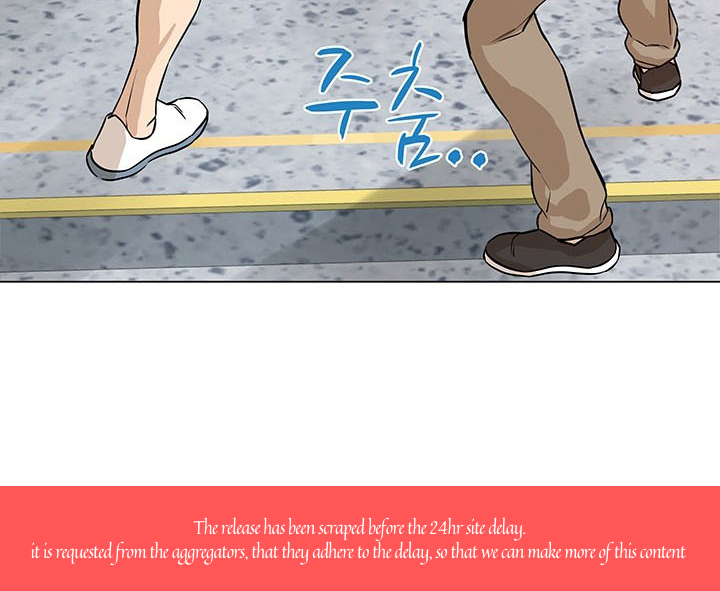 주춤..
The release has been scraped before the 24hr site delay.
it is requested from the aggregators, that they adhere to the delay, so that we can make more of this content